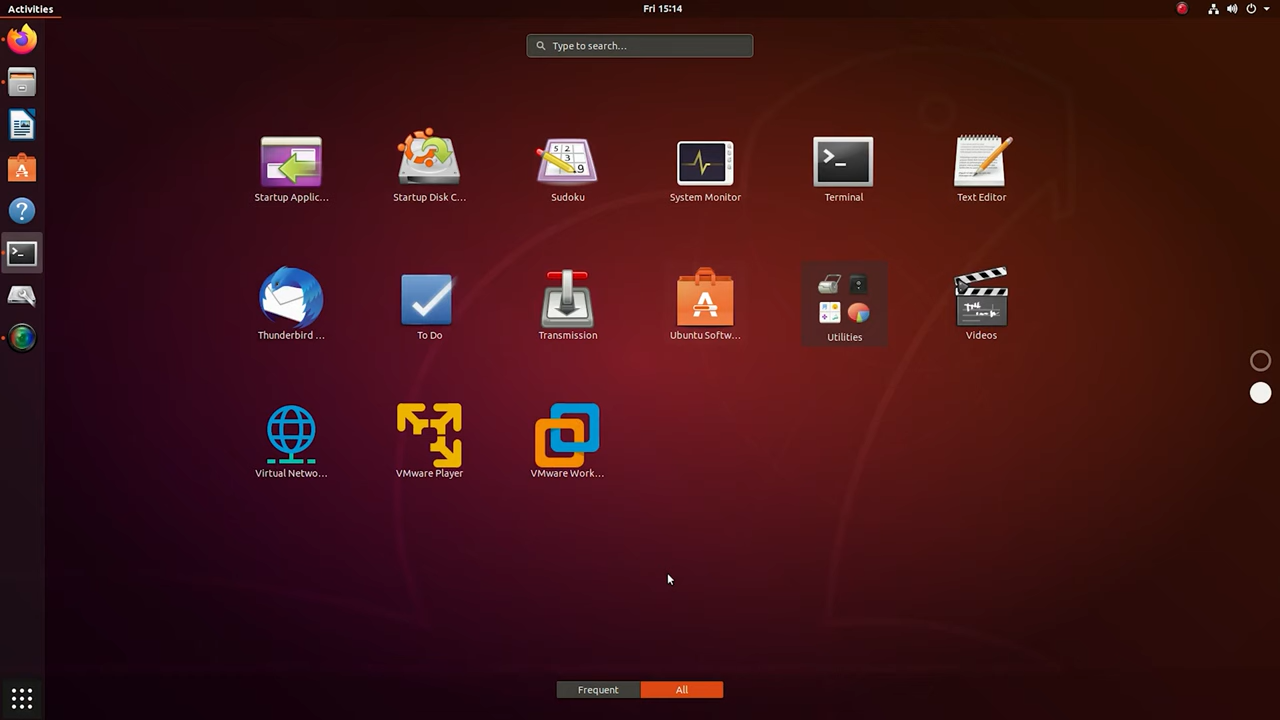 Activities
Fri 15:14
Type to search...
Startup Applic...
Startup Disk C...
Sudoku
System Monitor
Terminal
Text Editor
Thunderbird ...
To Do
Transmission
Ubuntu Softw...
Utilities
Videos
Virtual Netwo...
VMware Player
VMware Work...
Frequent
All